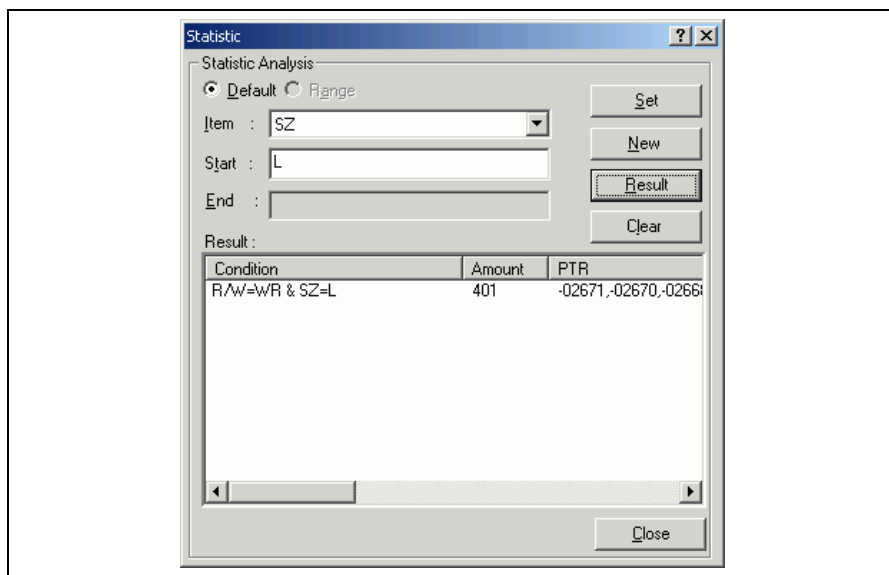 Statistic
Statistic Analysis
Default Range
Item : SZ
Start : L
End :
Set
New
Result
Clear
Result :
Condition Amount PTR
R/W=WR & SZ=L 401 -02671,-02670,-0266
Close